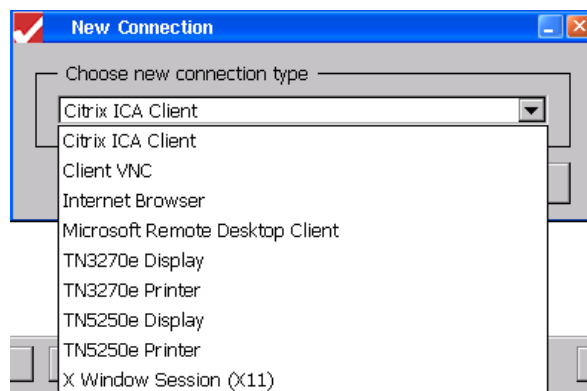 New Connection
Choose new connection type
Citrix ICA Client
Citrix ICA Client
Client VNC
Internet Browser
Microsoft Remote Desktop Client
TN3270e Display
TN3270e Printer
TN5250e Display
TN5250e Printer
X Window Session (X11)